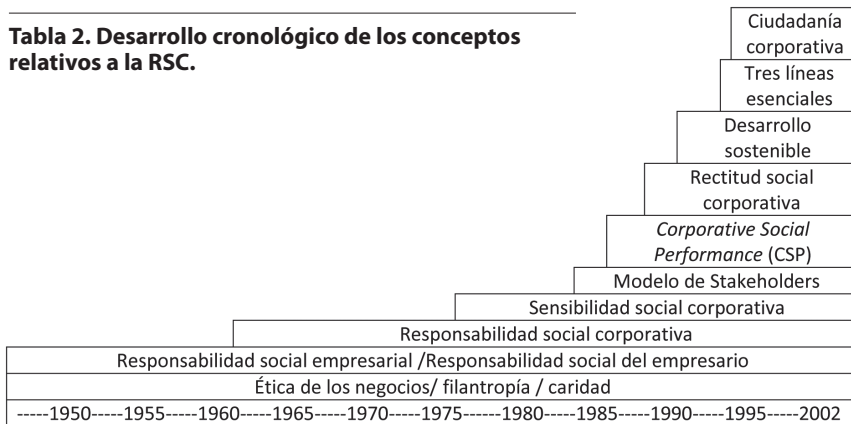 Tabla 2. Desarrollo cronológico de los conceptos
relativos a la RSC.
Ciudadanía
corporativa
Tres líneas
esenciales
Desarrollo
sostenible
Rectitud social
corporativa
Corporative Social
Performance (CSP)
Modelo de Stakeholders
Sensibilidad social corporativa
Responsabilidad social corporativa
Responsabilidad social empresarial /Responsabilidad social del empresario
Ética de los negocios/ filantropía / caridad
-----1950-----1955-----1960-----1965-----1970-----1975------1980-----1985-----1990-----1995-----2002